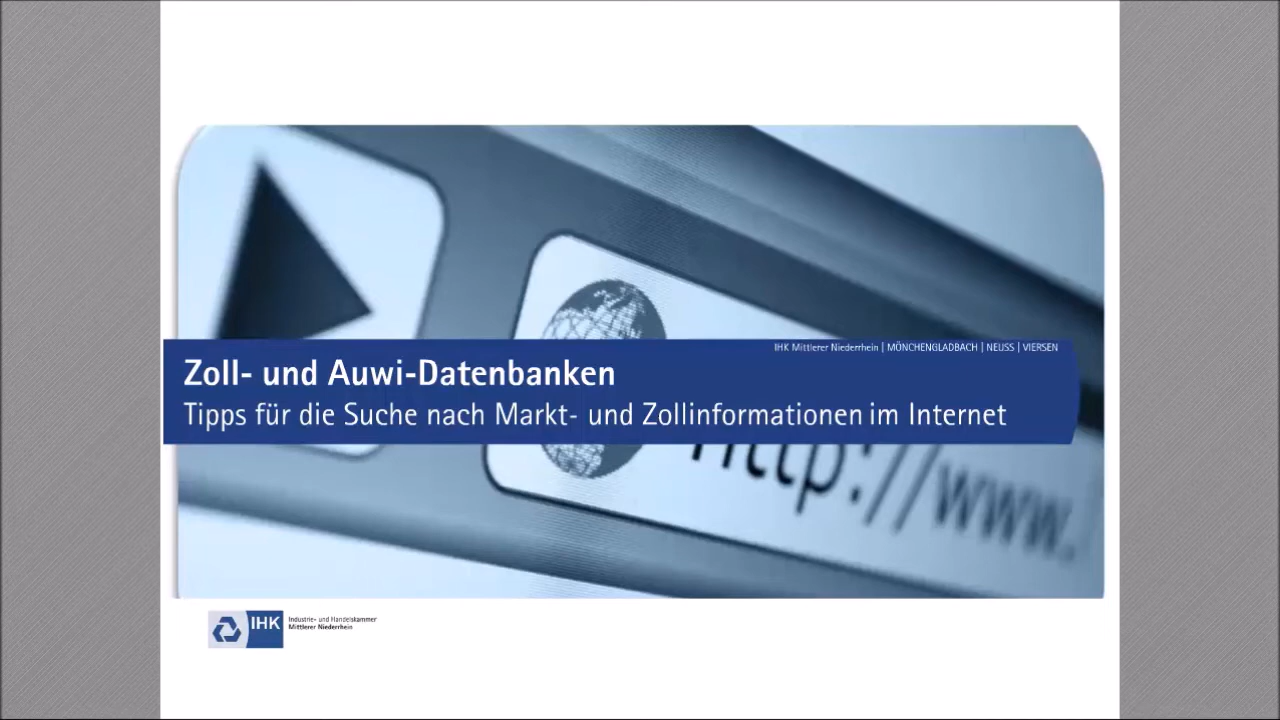 IHK Mittlerer Niederrhein | MÖNCHENGLADBACH | NEUSS | VIERSEN
Zoll- und Auwi-Datenbanken
Tipps für die Suche nach Markt- und Zollinformationen im Internet
http://www.
IHK
Industrie- und Handelskammer
Mittlerer Niederrhein